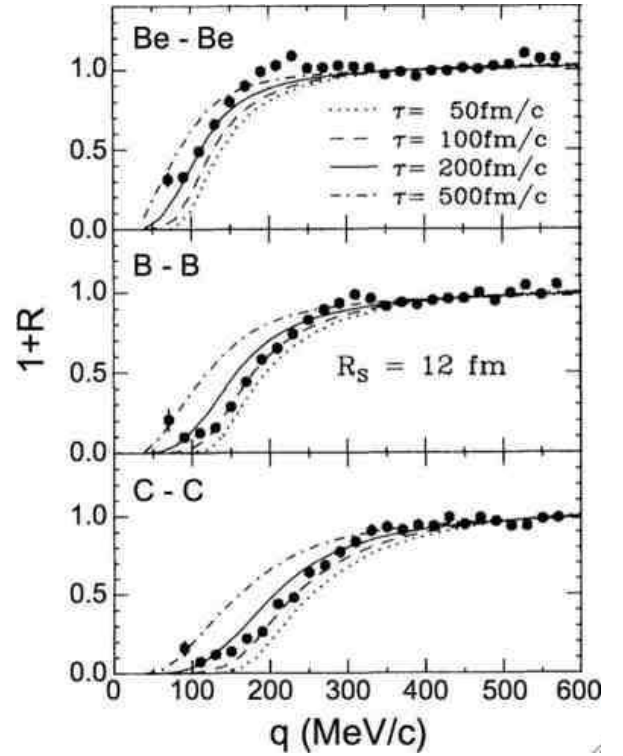 Be - Be
1.0
0.5
0.0
τ= 50fm/c
τ= 100fm/c
τ= 200fm/c
τ= 500fm/c
B - B
1.0
0.5
0.0
R_S = 12 fm
1+R
C - C
1.0
0.5
0.0
0 100 200 300 400 500 600
q (MeV/c)